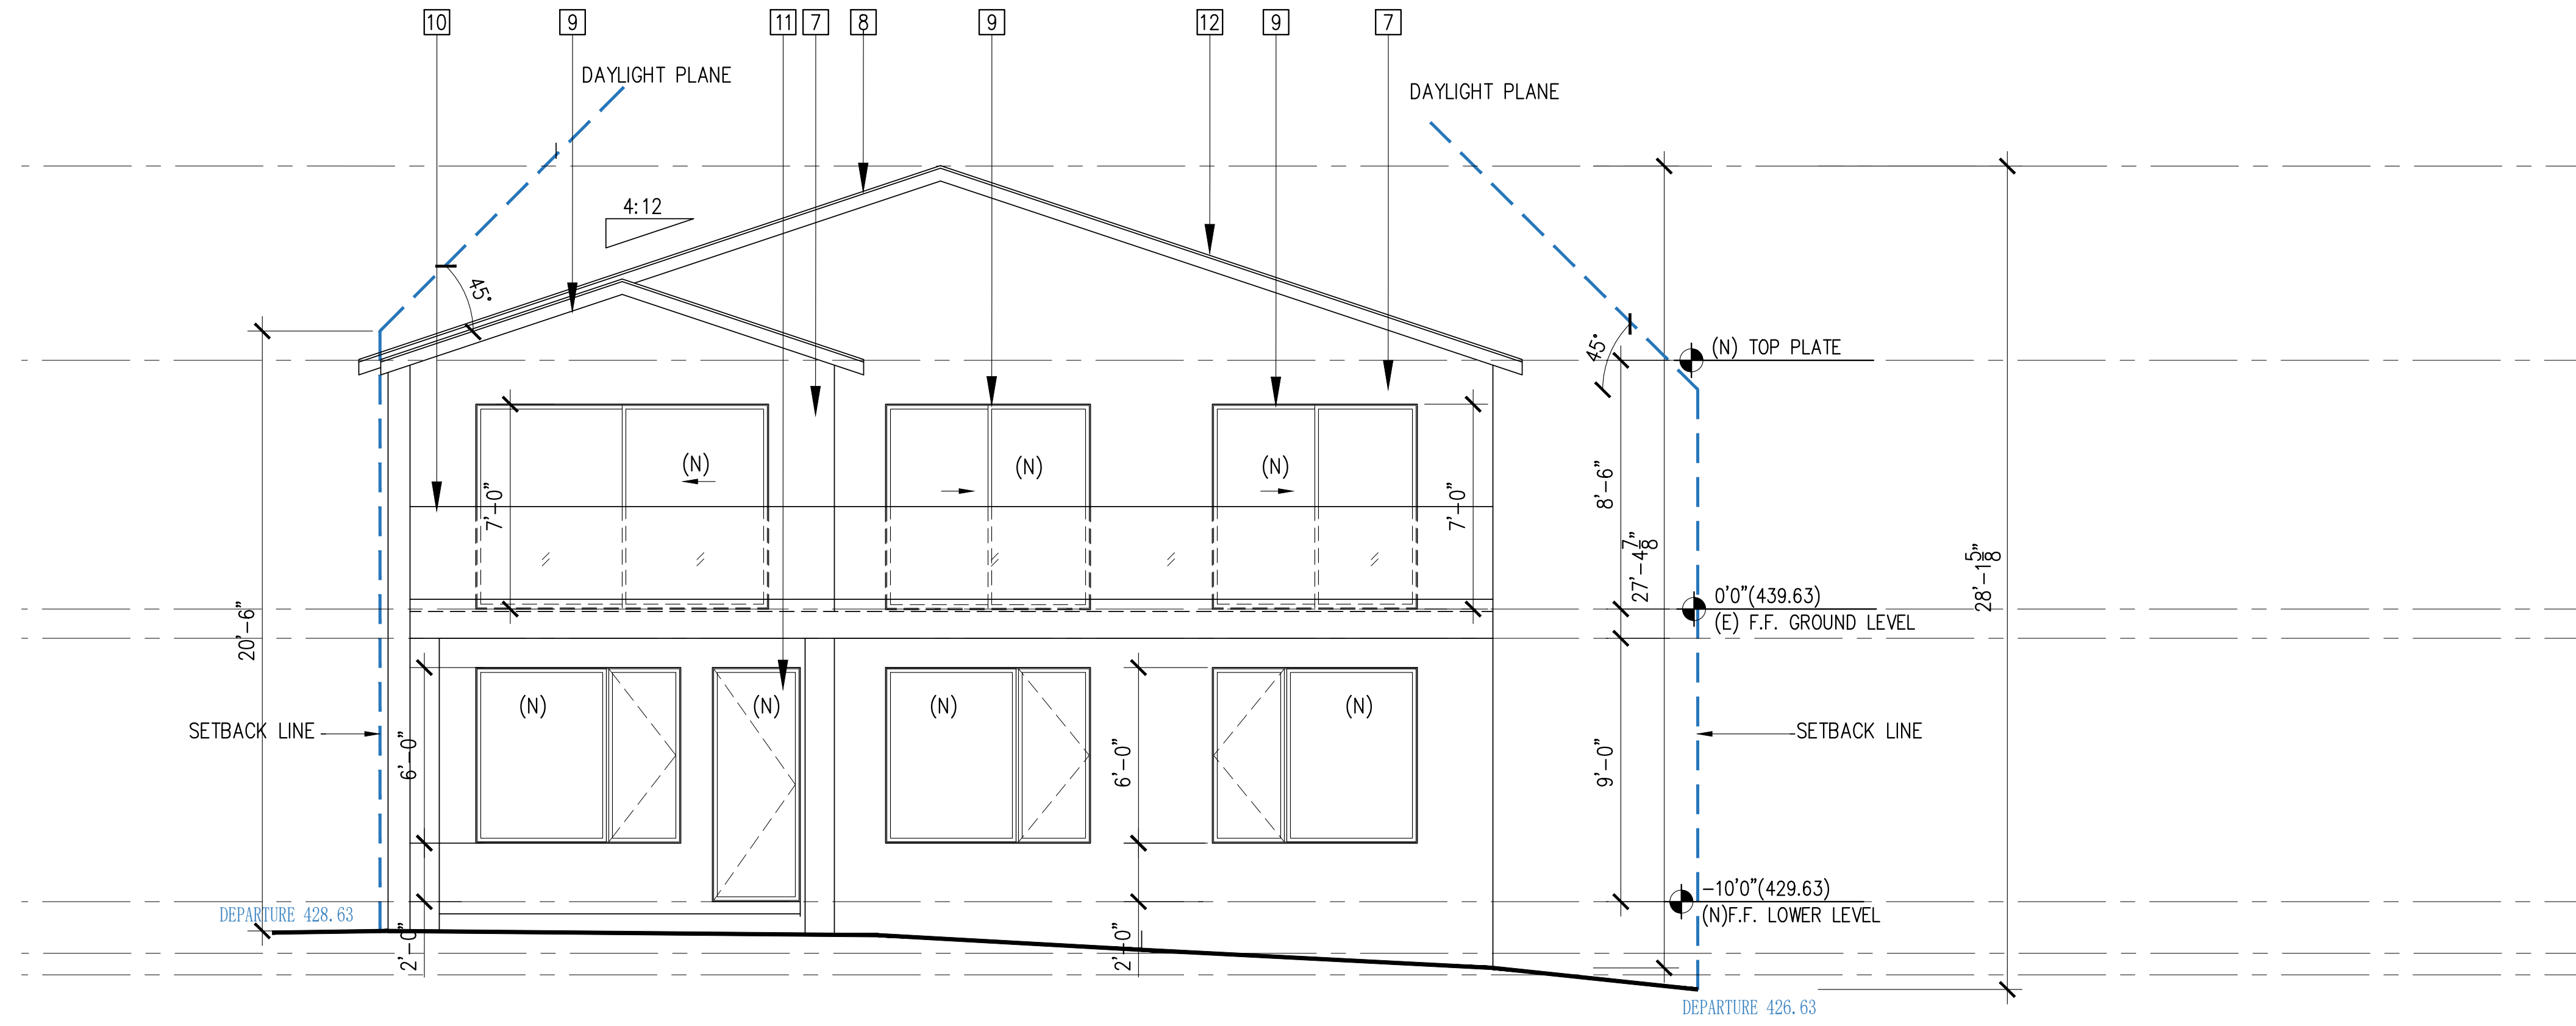 10
9
11
7
8
9
12
9
7
DAYLIGHT PLANE
DAYLIGHT PLANE
4:12
45°
45°
(N) TOP PLATE
(N)
(N)
(N)
7'-0"
7'-0"
8'-6"
27'-4 7/8"
28'-1 5/8"
0'0"(439.63)
(E) F.F. GROUND LEVEL
20'-6"
(N)
(N)
(N)
(N)
SETBACK LINE
SETBACK LINE
6'-0"
6'-0"
9'-0"
-10'0"(429.63)
(N)F.F. LOWER LEVEL
DEPARTURE 428.63
2'-0"
2'-0"
DEPARTURE 426.63